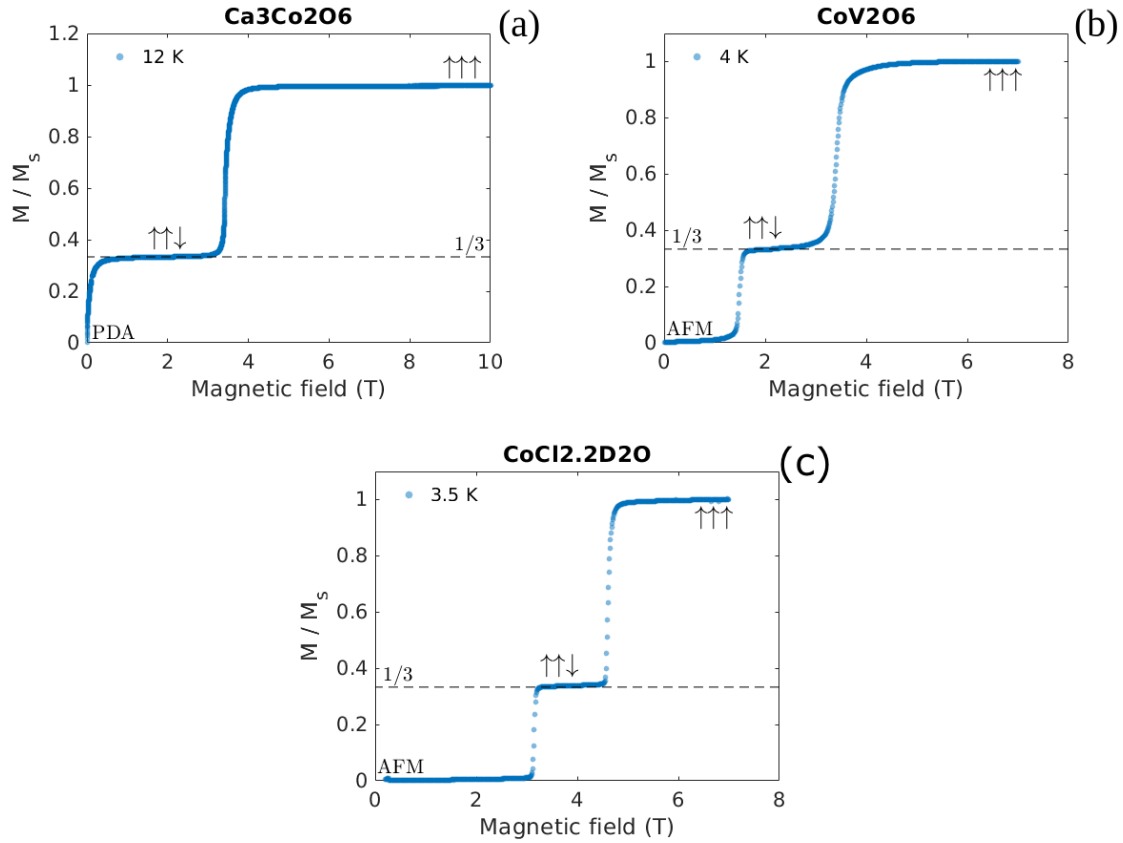 Ca3Co2O6
(a)
12 K
↑↑↑
↑↑↓
1/3
PDA
1.2
1
0.8
0.6
0.4
0.2
0
M / Ms
0 2 4 6 8 10
Magnetic field (T)
CoV2O6
(b)
4 K
↑↑↑
↑↑↓
1/3
AFM
1
0.8
0.6
0.4
0.2
0
M / Ms
0 2 4 6 8
Magnetic field (T)
CoCl2.2D2O
(c)
3.5 K
↑↑↑
↑↑↓
1/3
AFM
1
0.8
0.6
0.4
0.2
0
M / Ms
0 2 4 6 8
Magnetic field (T)